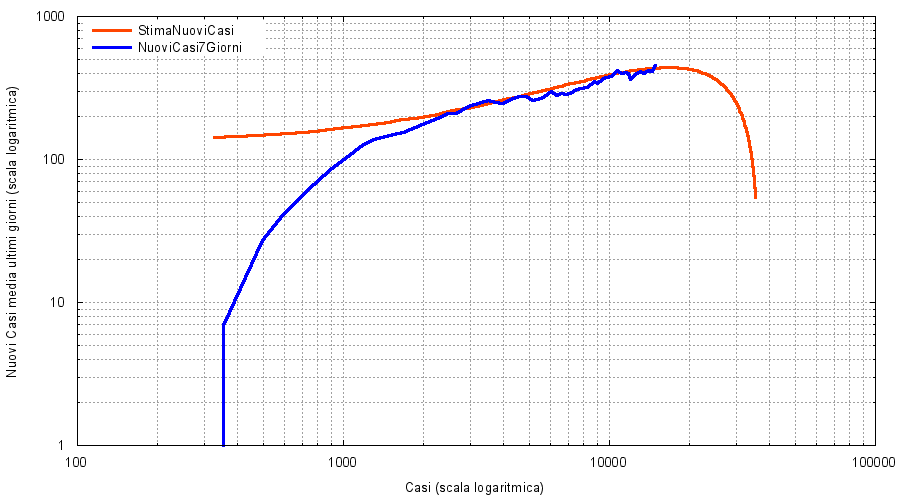 1000
StimaNuoviCasi
NuoviCasi7Giorni
100
10
1
Nuovi Casi media ultimi giorni (scala logaritmica)
100 1000 10000 100000
Casi (scala logaritmica)